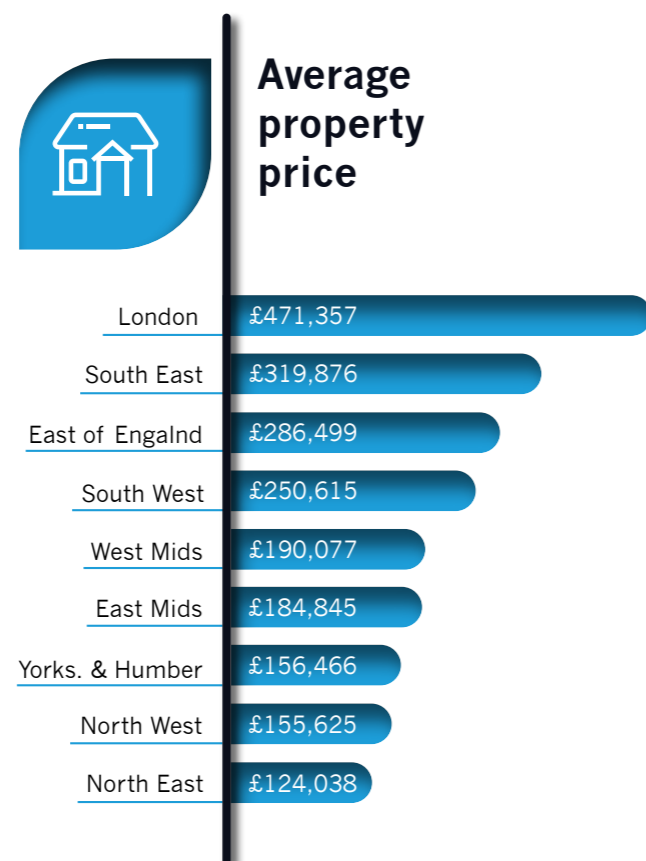 Average
property
price
London £471,357
South East £319,876
East of Engalnd £286,499
South West £250,615
West Mids £190,077
East Mids £184,845
Yorks. & Humber £156,466
North West £155,625
North East £124,038